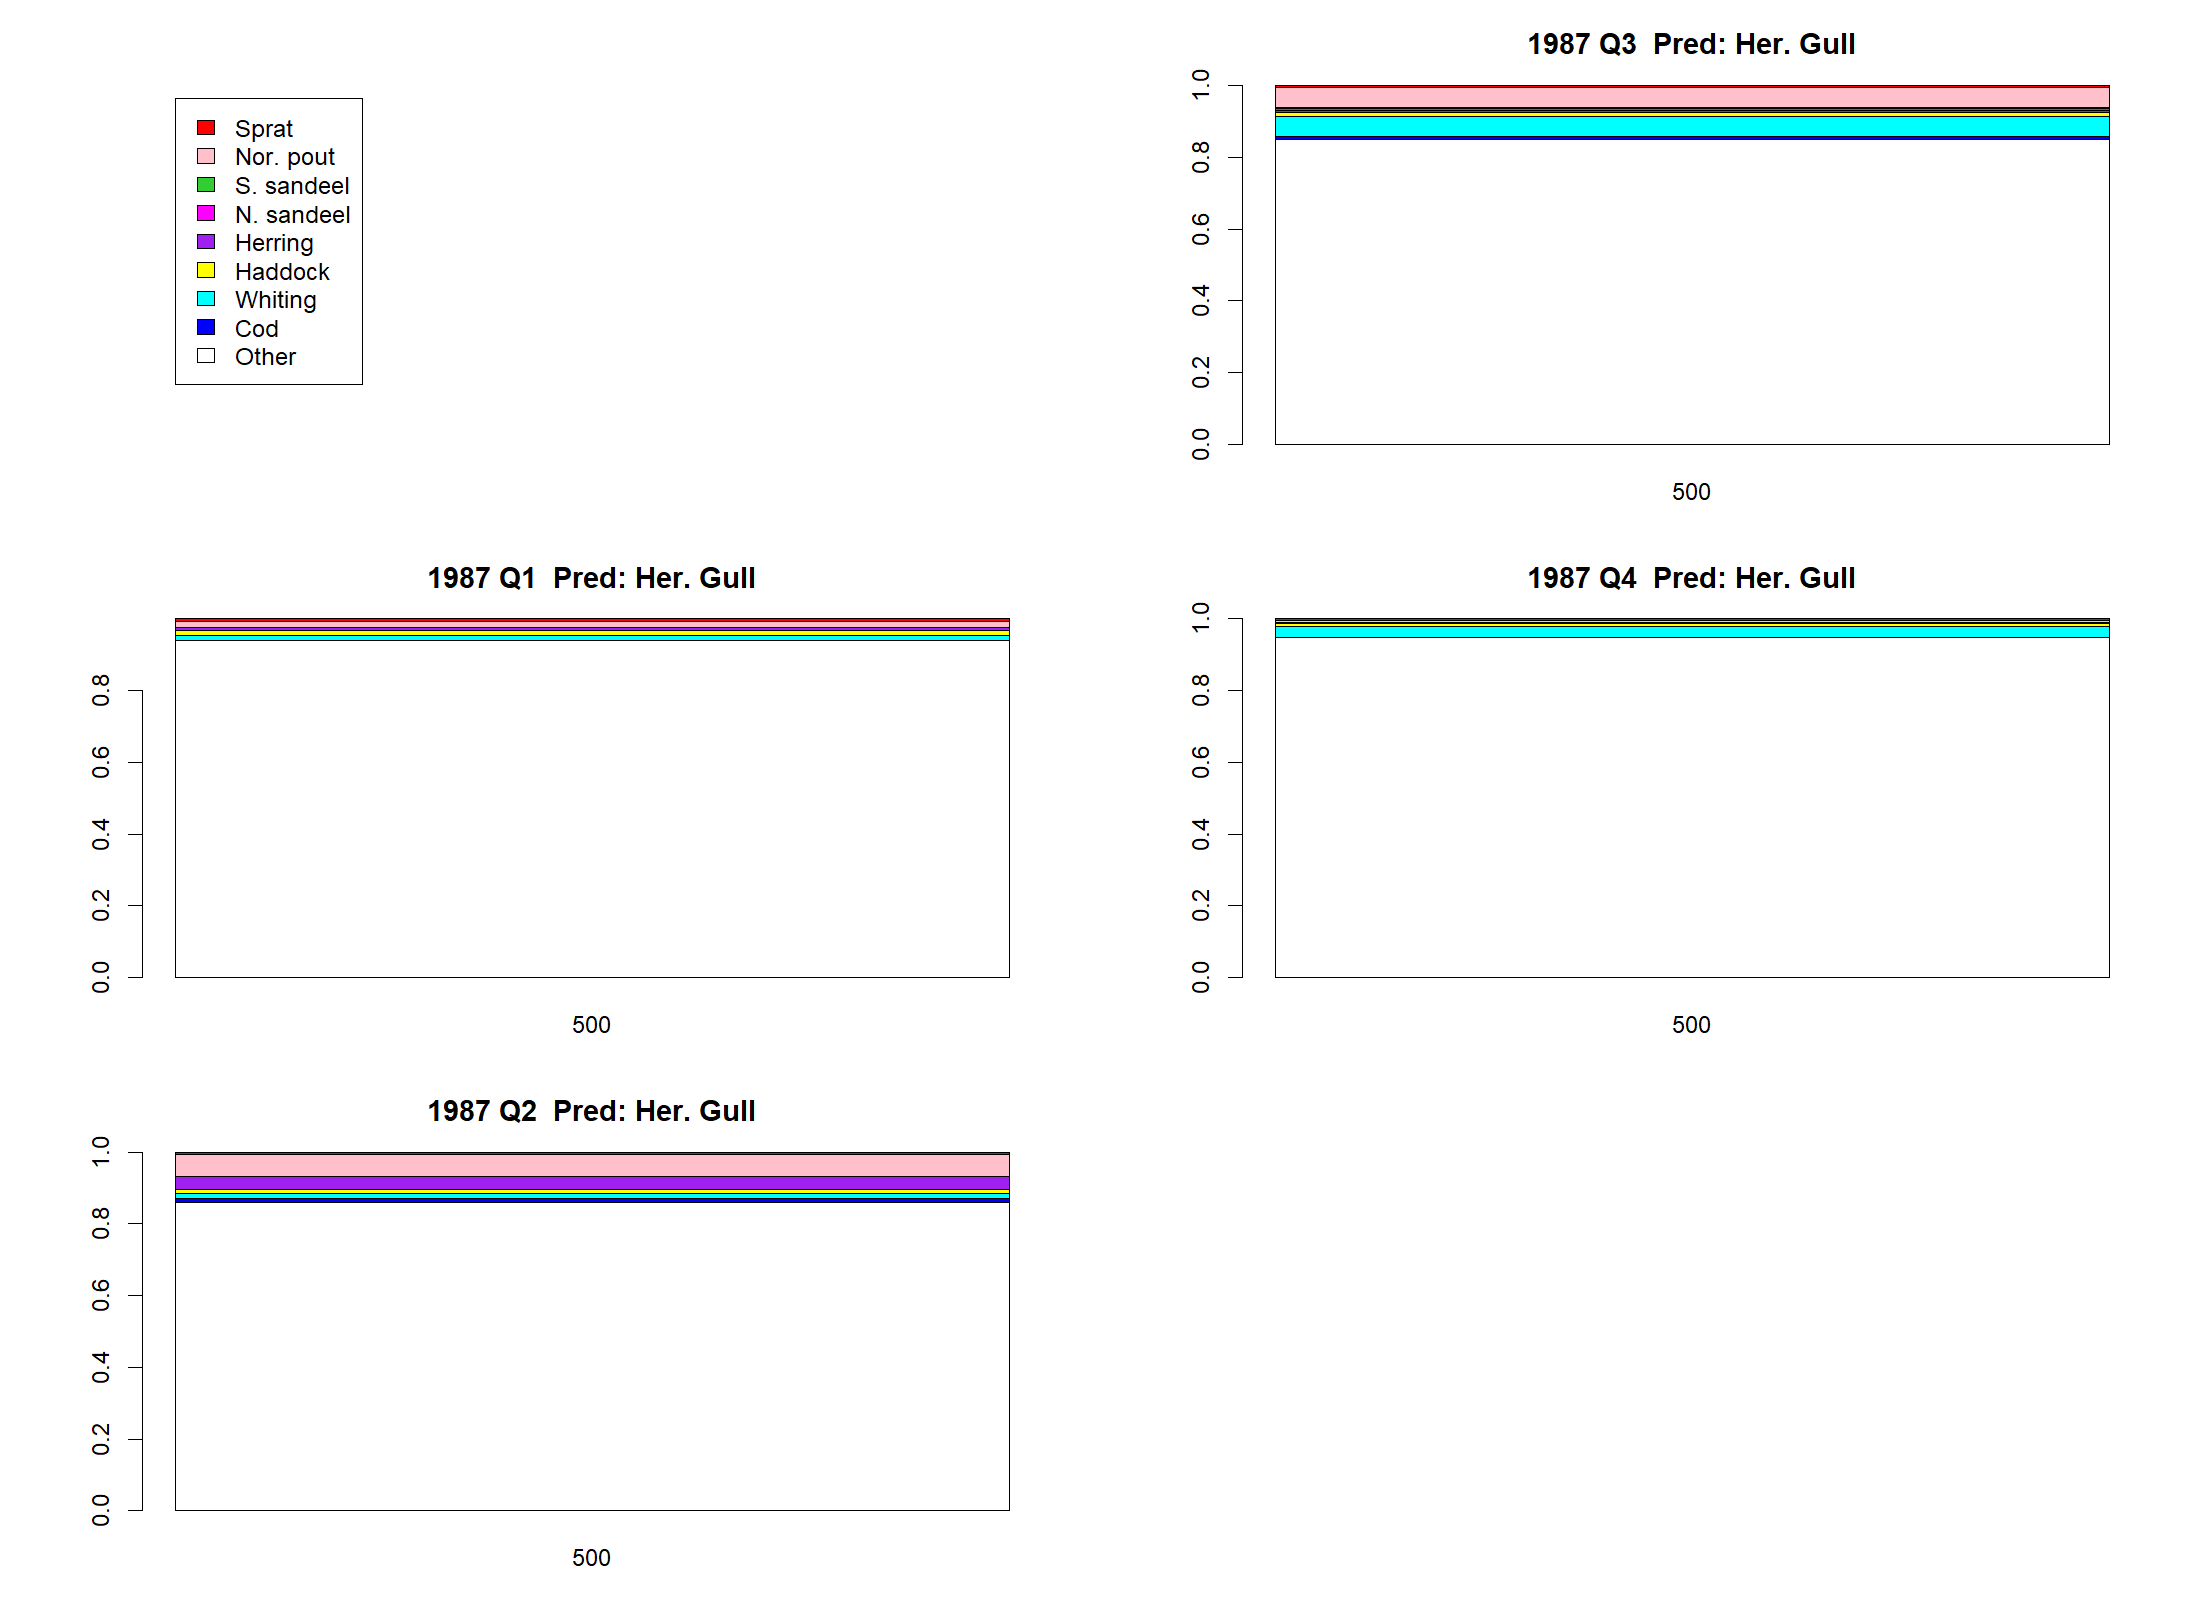 Sprat
Nor. pout
S. sandeel
N. sandeel
Herring
Haddock
Whiting
Cod
Other
1987 Q1  Pred: Her. Gull
0.8
0.6
0.4
0.2
0.0
500
1987 Q2  Pred: Her. Gull
1.0
0.8
0.6
0.4
0.2
0.0
500
1987 Q3  Pred: Her. Gull
1.0
0.8
0.6
0.4
0.2
0.0
500
1987 Q4  Pred: Her. Gull
1.0
0.8
0.6
0.4
0.2
0.0
500